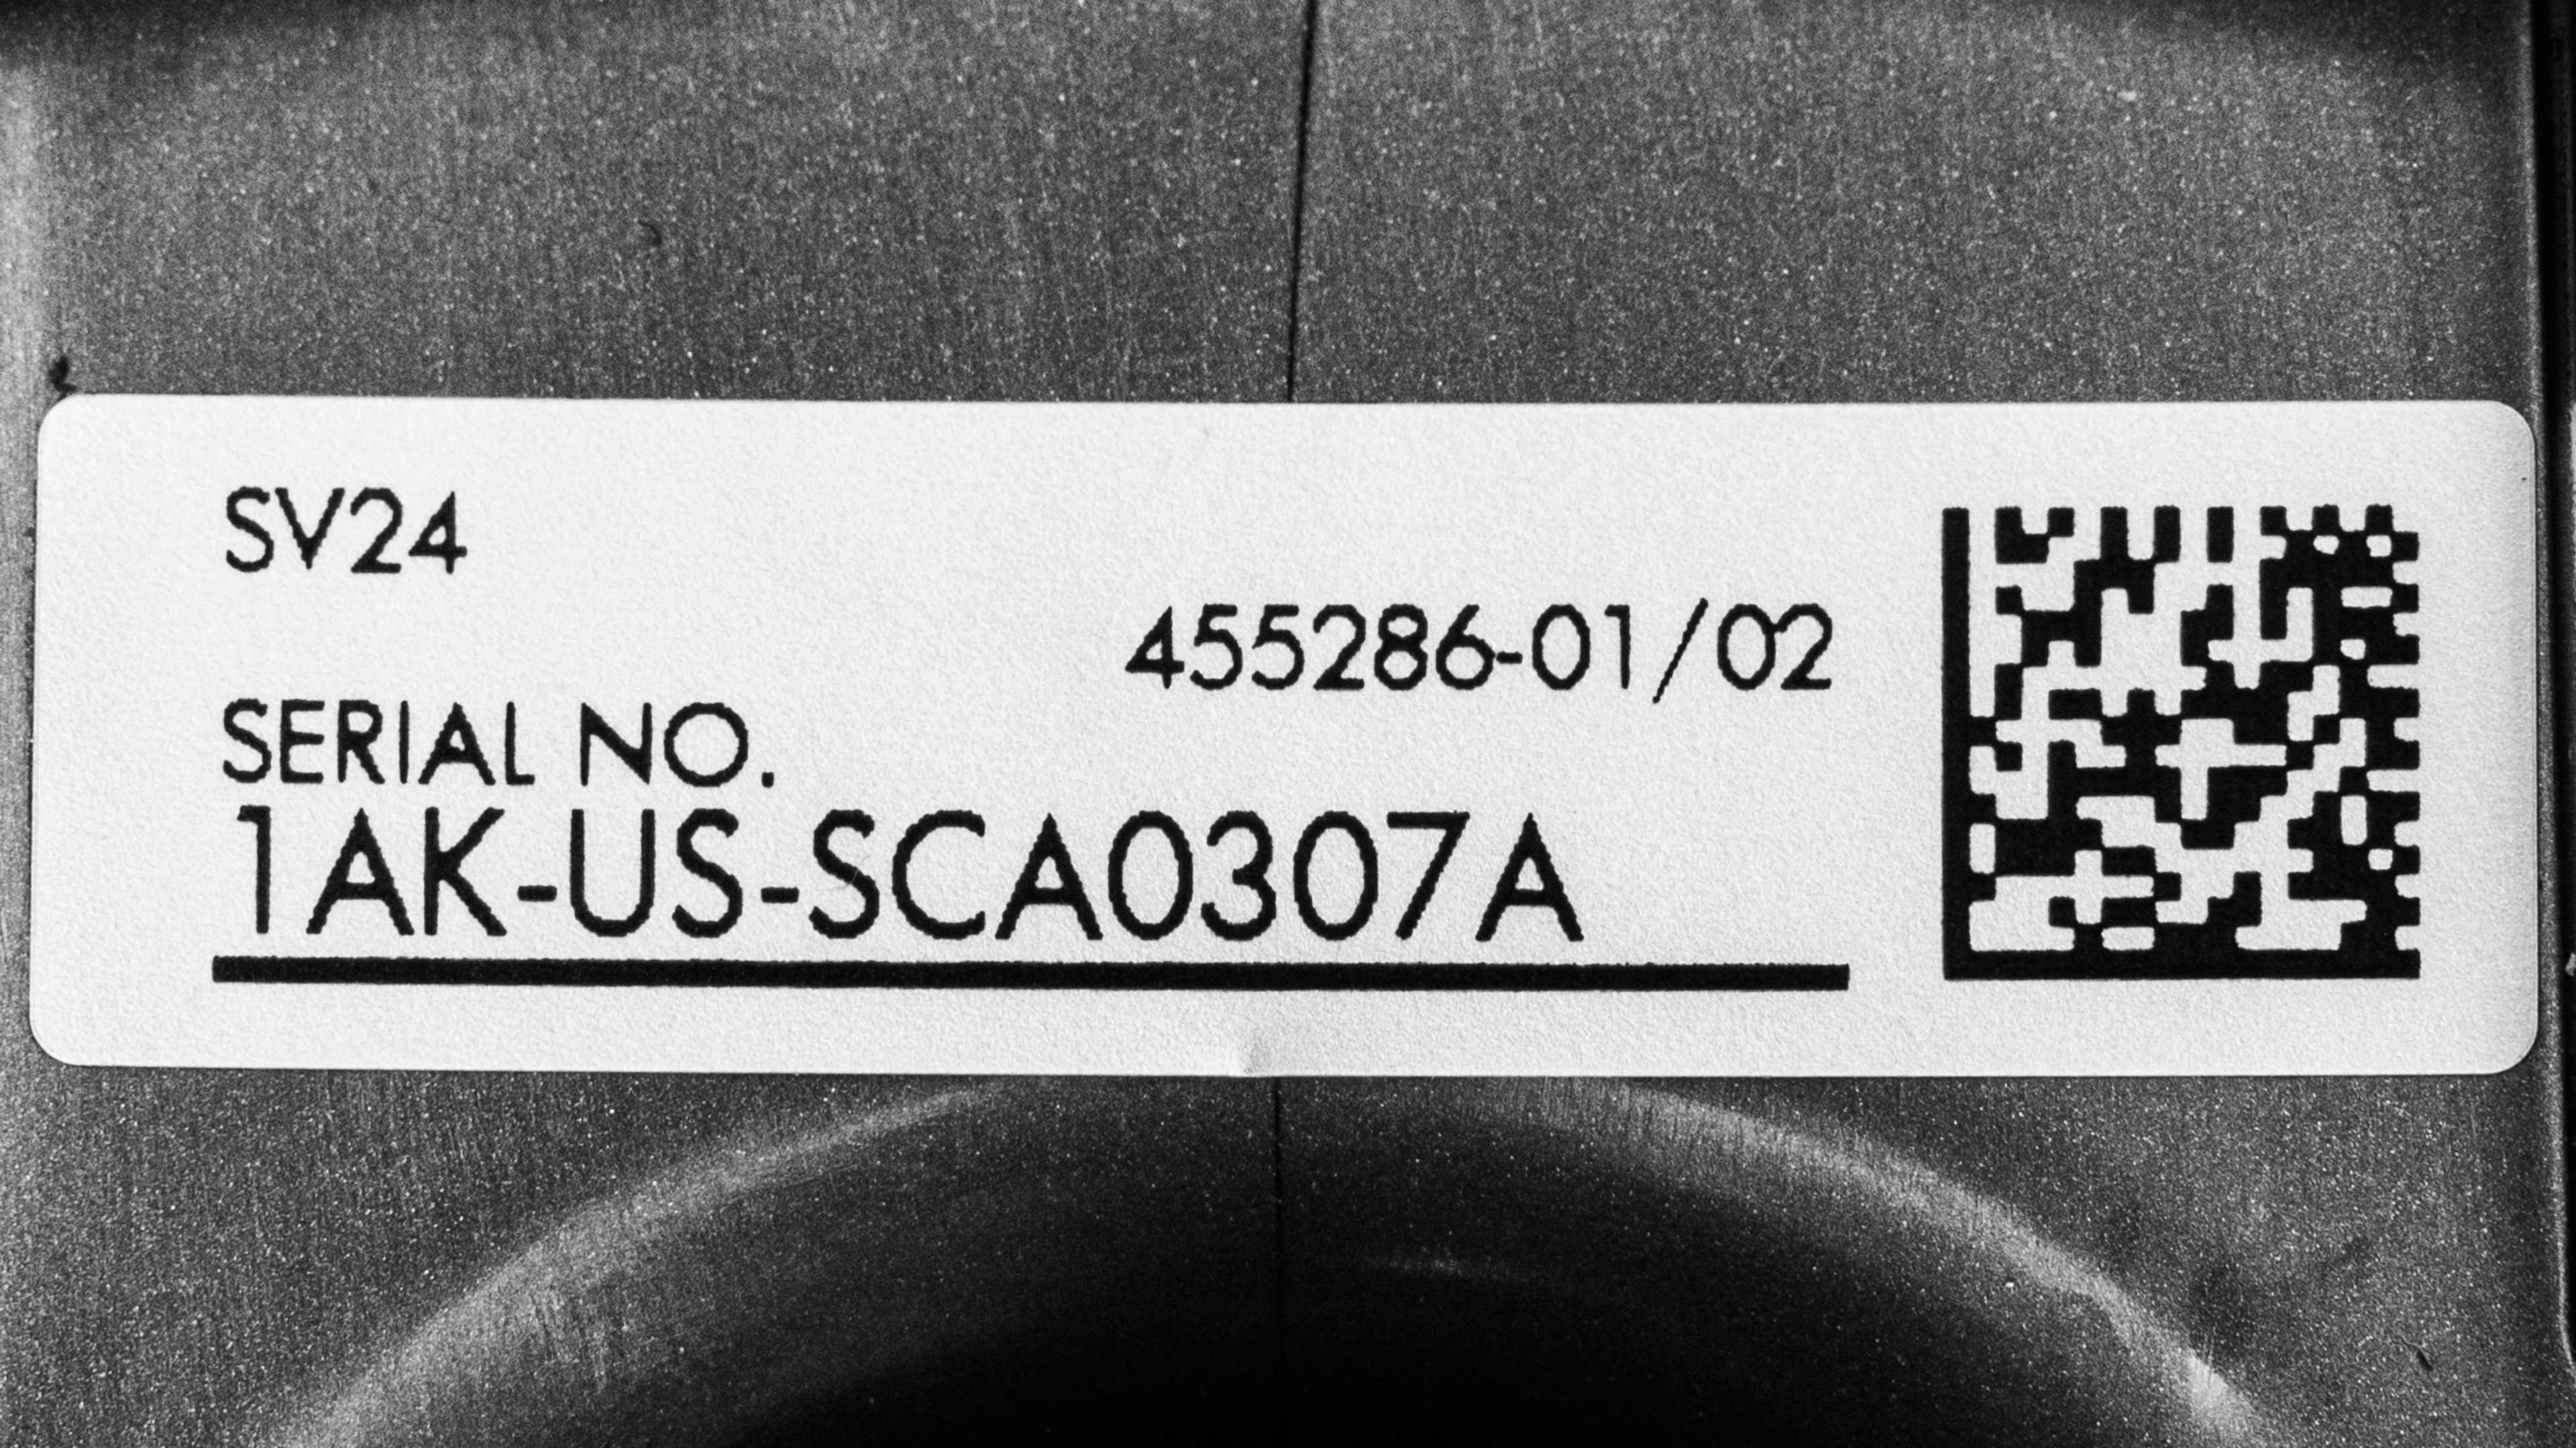 SV24
455286-01/02
SERIAL NO.
1AK-US-SCA0307A